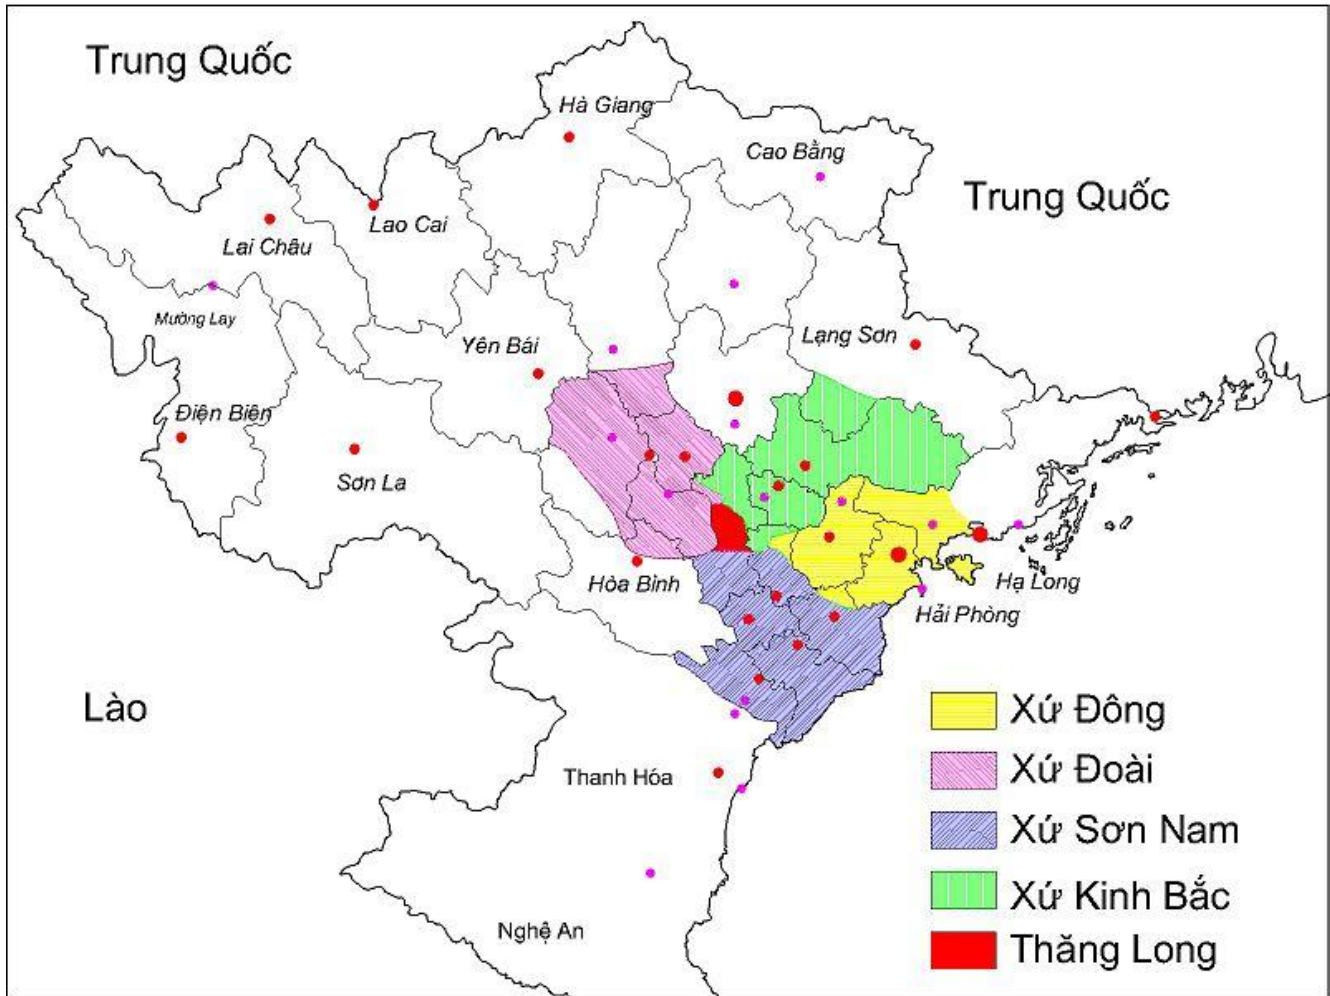 Trung Quốc
Hà Giang
Cao Bằng
Trung Quốc
Lao Cai
Lai Châu
Mường Lay
Yên Bái
Lạng Sơn
Điện Biên
Sơn La
Hòa Bình
Hạ Long
Hải Phòng
Lào
Xứ Đông
Xứ Đoài
Thanh Hóa
Xứ Sơn Nam
Xứ Kinh Bắc
Nghệ An
Thăng Long